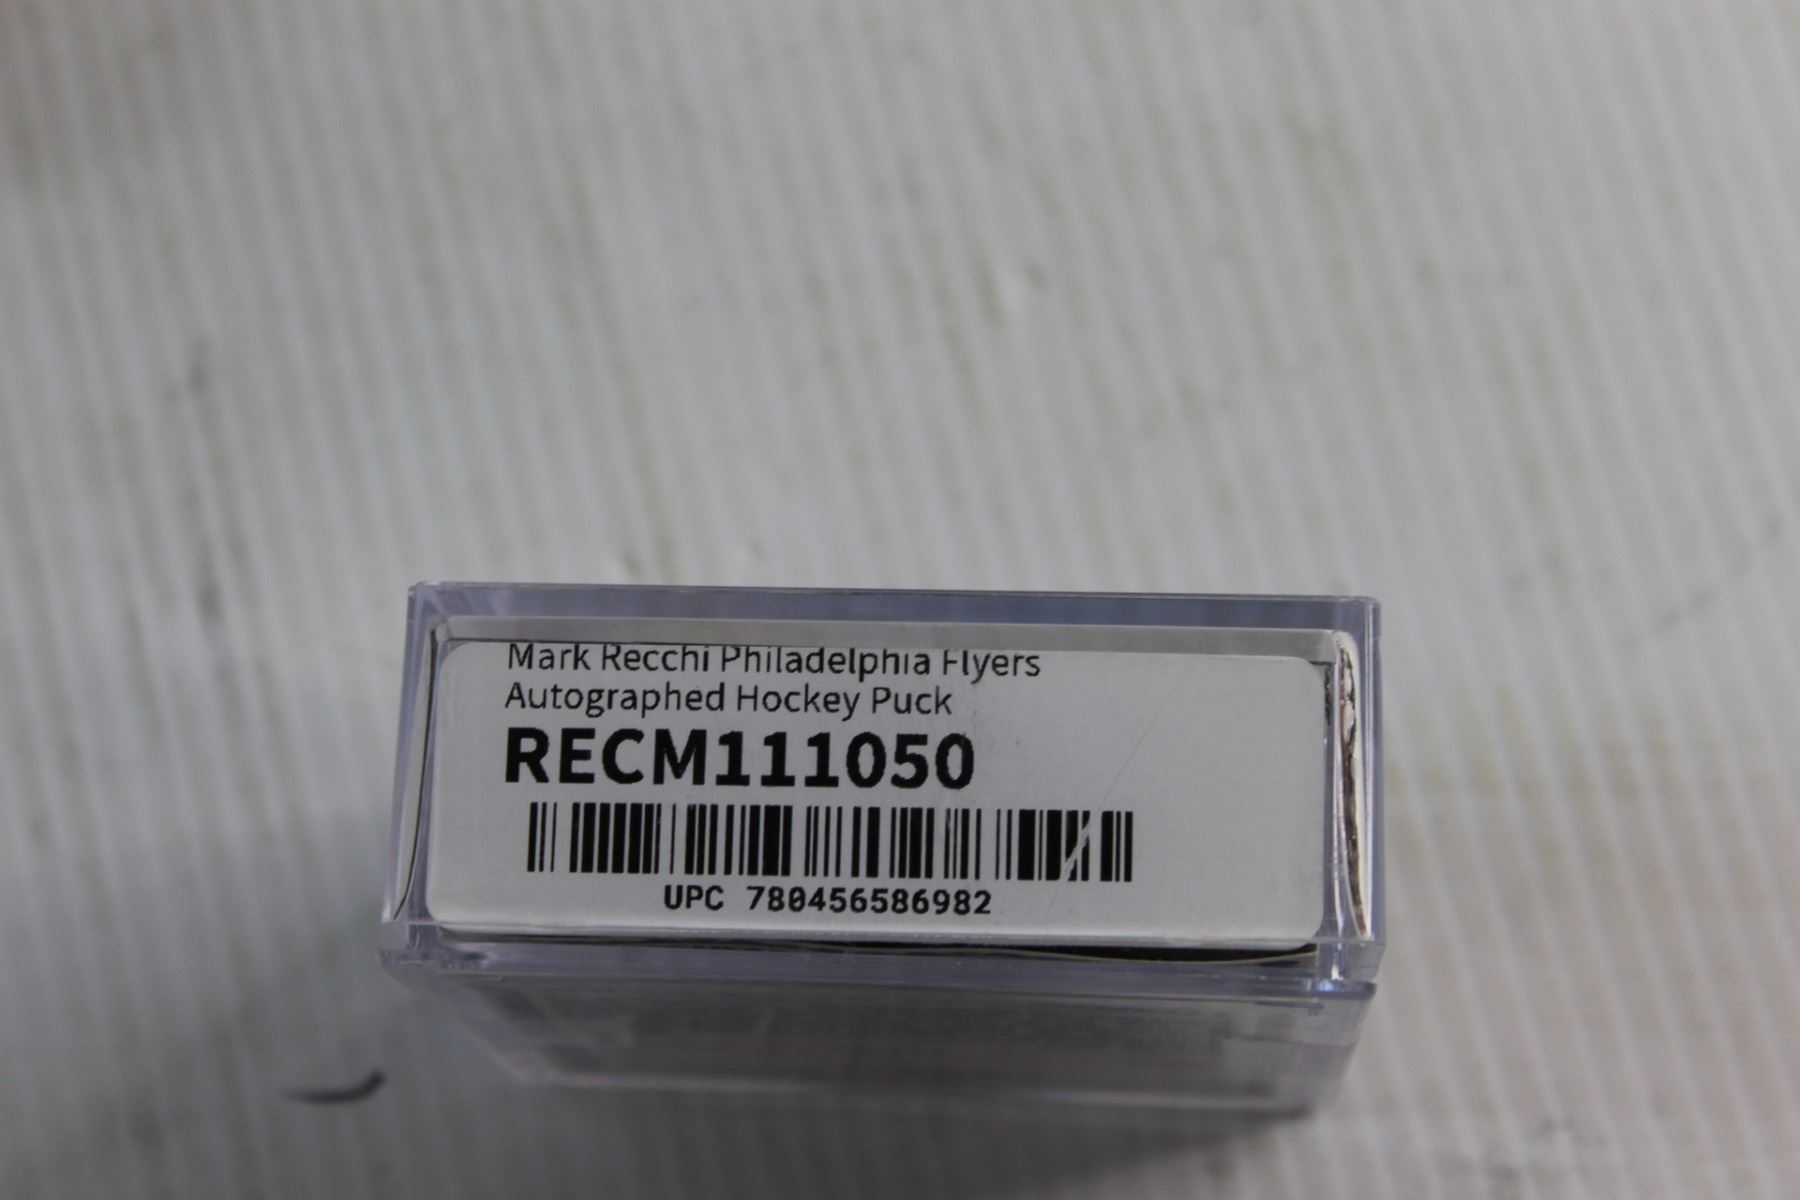 Mark Recchi Philadelphia Flyers
Autographed Hockey Puck
RECM111050
UPC 780456586982